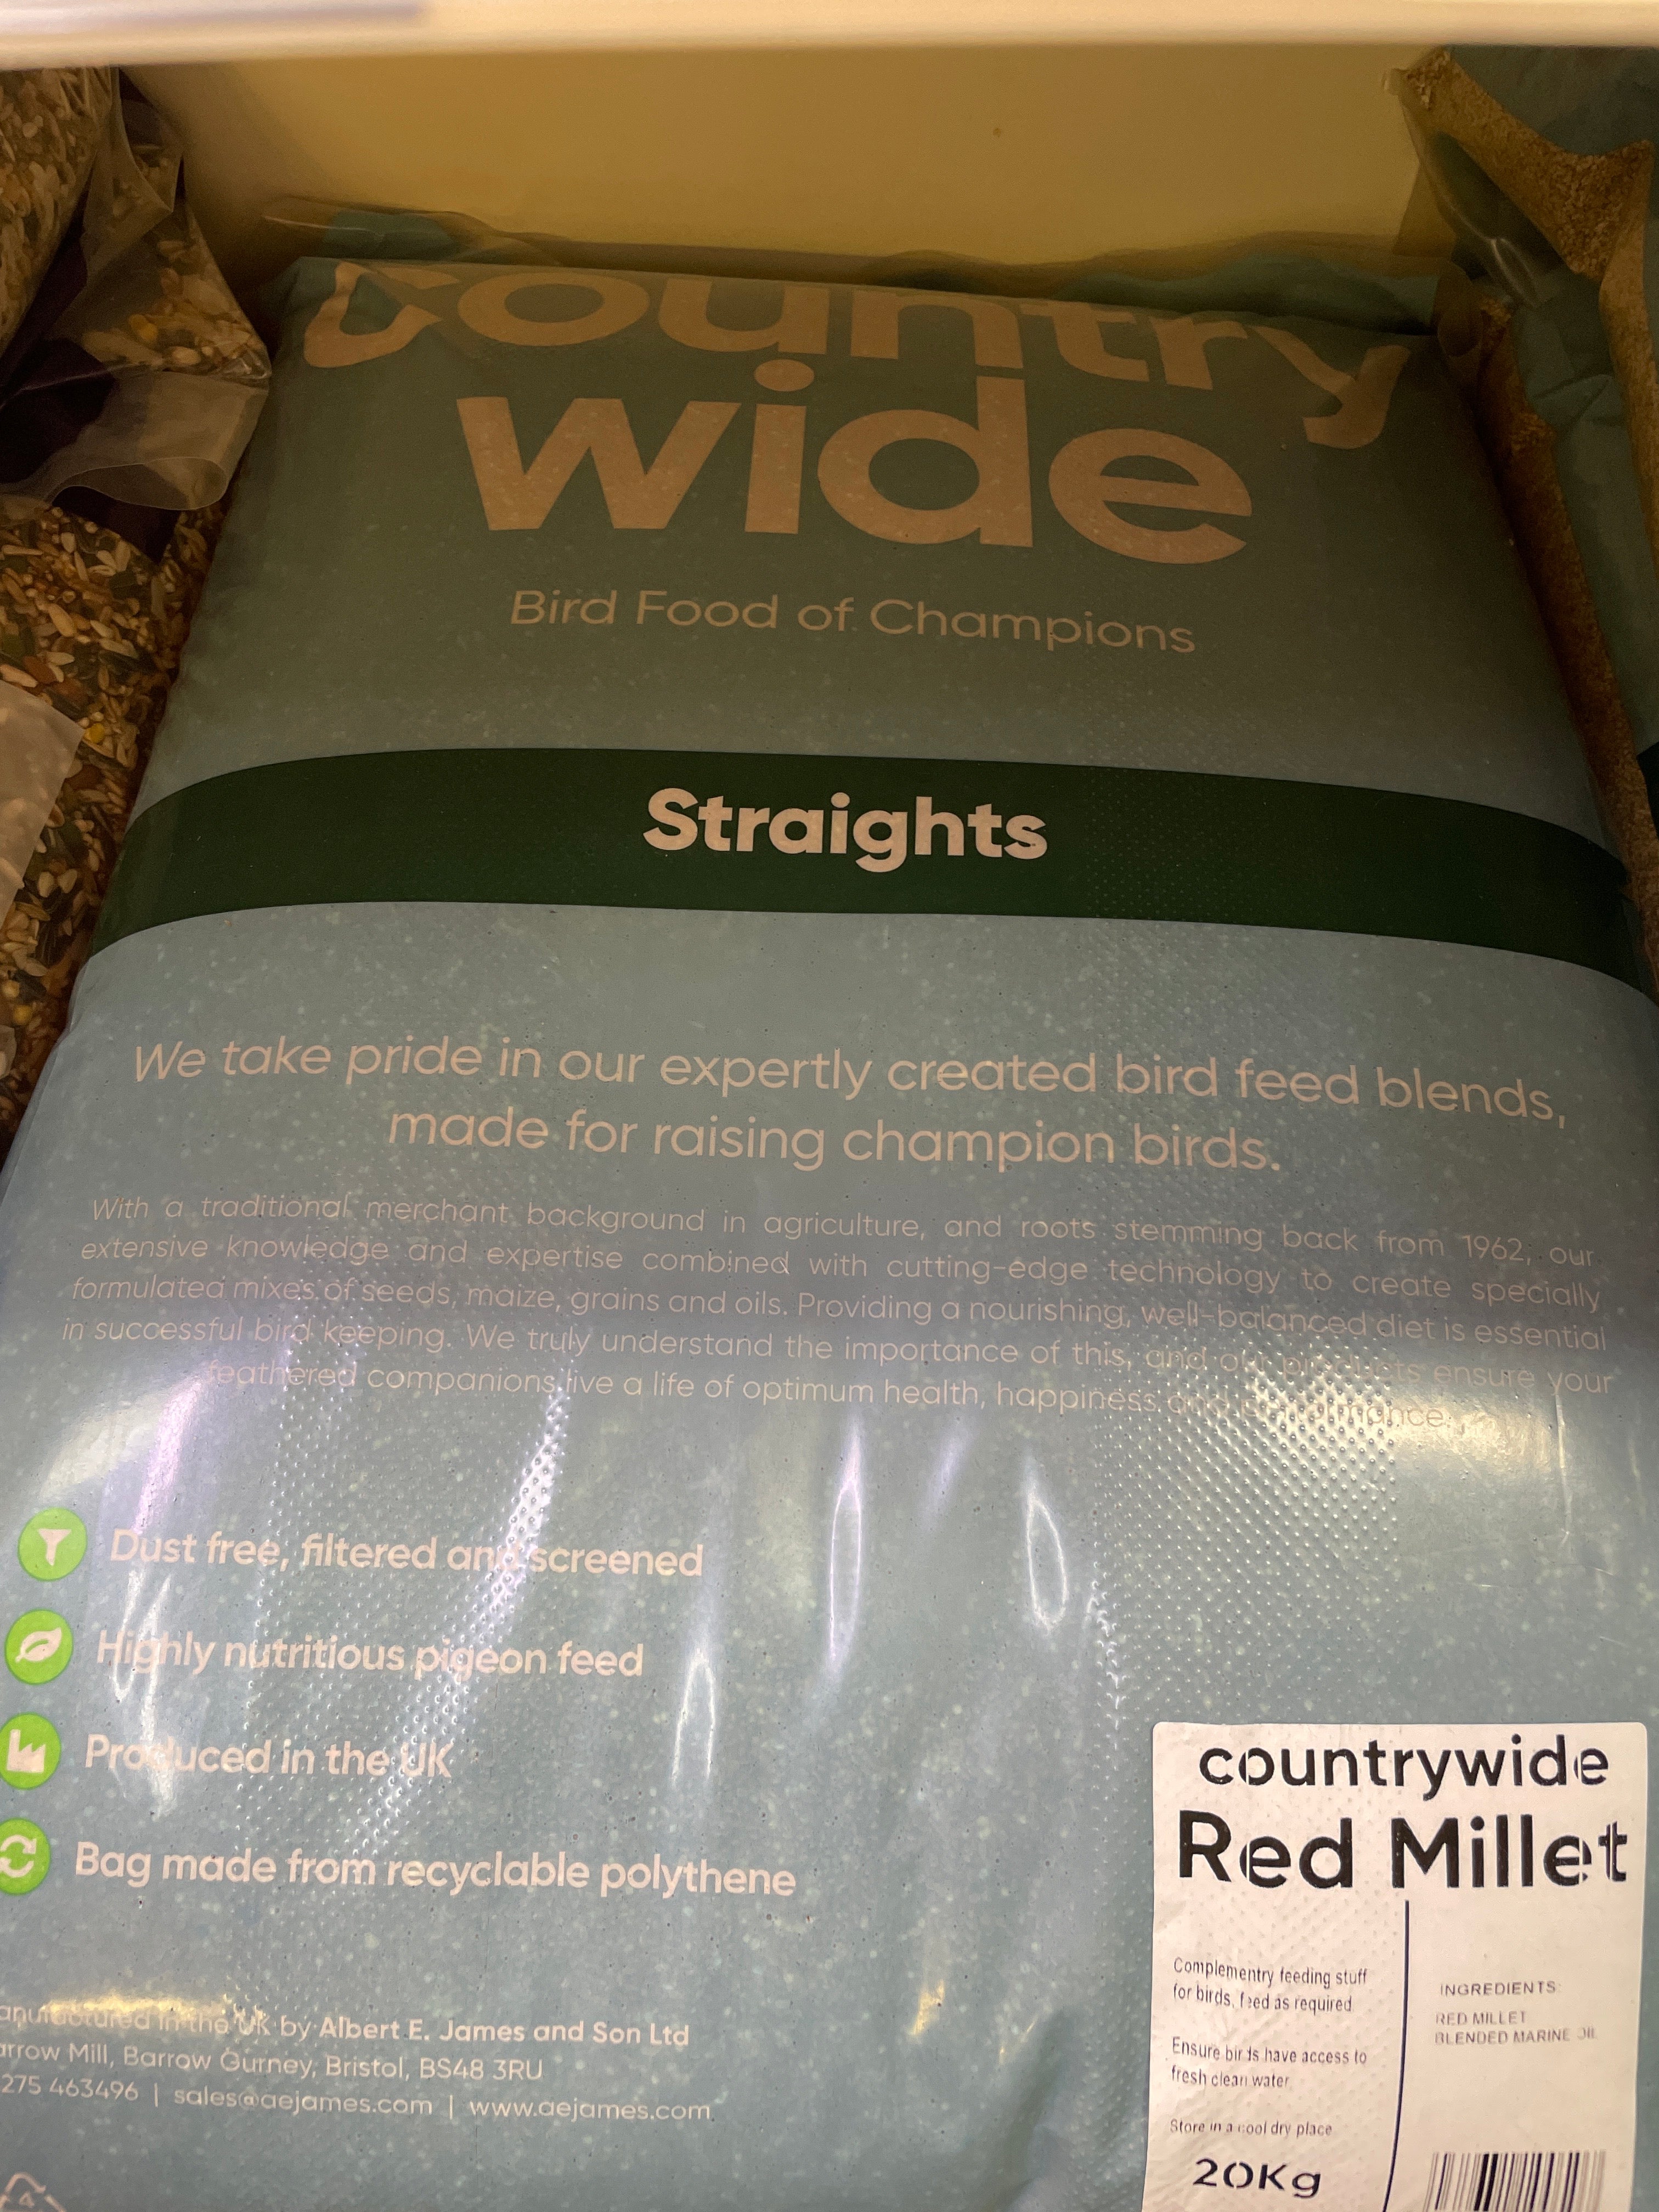 country
wide
Bird Food of Champions
Straights
We take pride in our expertly created bird feed blends,
made for raising champion birds.
With a traditional merchant background in agriculture, and roots stemming back from 1962, our
extensive knowledge and expertise combined with cutting-edge technology to create specially
formulated mixes of seeds, maize, grains and oils. Providing a nourishing, well-balanced diet is essential
in successful bird keeping. We truly understand the importance of this, and our products ensure your
feathered companions live a life of optimum health, happiness and performance.
Dust free, filtered and screened
Highly nutritious pigeon feed
Produced in the UK
Bag made from recyclable polythene
anufactured in the UK by Albert E. James and Son Ltd
arrow Mill, Barrow Gurney, Bristol, BS48 3RU
275 463496 | sales@aejames.com | www.aejames.com
4
countrywide
Red Millet
Complementry feeding stuff
for birds, feed as required
Ensure birds have access to
fresh clean water
Store in a cool dry place
20Kg
INGREDIENTS:
RED MILLET
BLENDED MARINE OIL